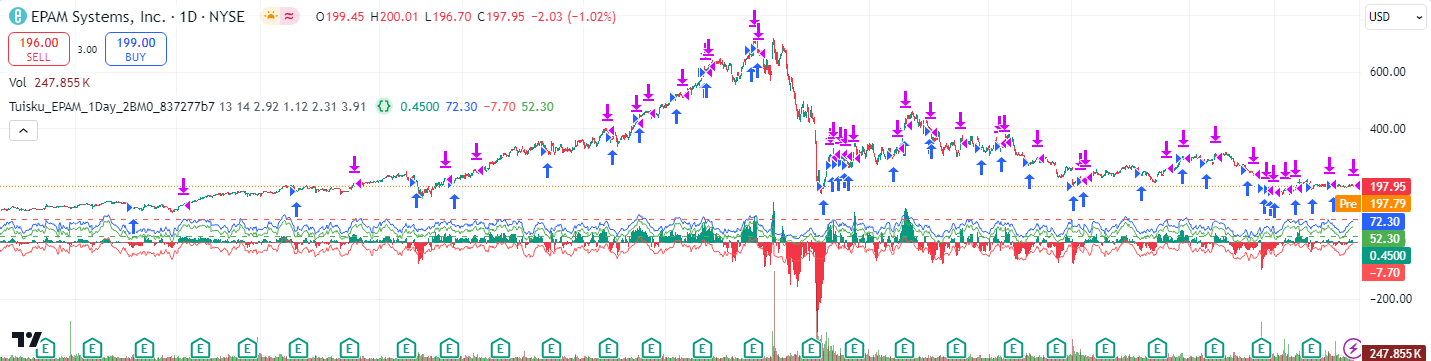 EPAM Systems, Inc. · 1D · NYSE O199.45 H200.01 L196.70 C197.95 −2.03 (−1.02%)
USD
196.00 SELL 3.00 199.00 BUY
Vol 247.855K
Tuisku_EPAM_1Day_2BM0_837277b7 13 14 2.92 1.12 2.31 3.91 {} 0.4500 72.30 −7.70 52.30
600.00
400.00
197.95
Pre 197.79
72.30
52.30
0.4500
−7.70
−200.00
E E E E E E E E E E E E E E E E E E E E E E E E E
247.855K